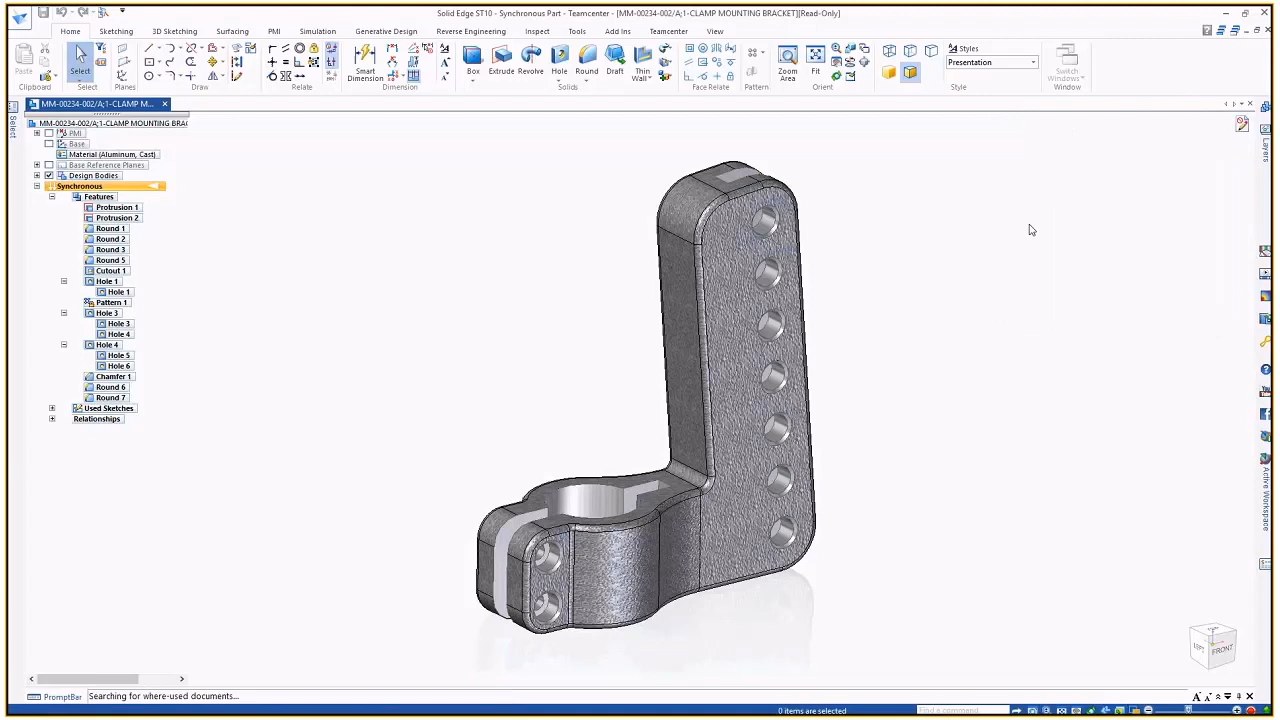 Solid Edge ST10 - Synchronous Part - Teamcenter - [MM-00234-002/A;1-CLAMP MOUNTING BRACKET][Read-Only]
Home Sketching 3D Sketching Surfacing PMI Simulation Generative Design Reverse Engineering Inspect Tools Add Ins Teamcenter View
Paste
Select
Smart Dimension
Box Extrude Revolve Hole Round Draft Thin Wall
Zoom Area
Fit
Styles
Presentation
Switch Windows
Clipboard Select Planes Draw Relate Dimension Solids Face Relate Pattern Orient Style Window
MM-00234-002/A;1-CLAMP M...
Select
MM-00234-002/A;1-CLAMP MOUNTING BRAC
PMI
Base
Material (Aluminum, Cast)
Base Reference Planes
Design Bodies
Synchronous
Features
Protrusion 1
Protrusion 2
Round 1
Round 2
Round 3
Round 5
Cutout 1
Hole 1
Hole 1
Pattern 1
Hole 3
Hole 3
Hole 4
Hole 4
Hole 5
Hole 6
Chamfer 1
Round 6
Round 7
Used Sketches
Relationships
Layers
Active Workspace
LEFT
FRONT
PromptBar
Searching for where-used documents...
0 items are selected
Find a command